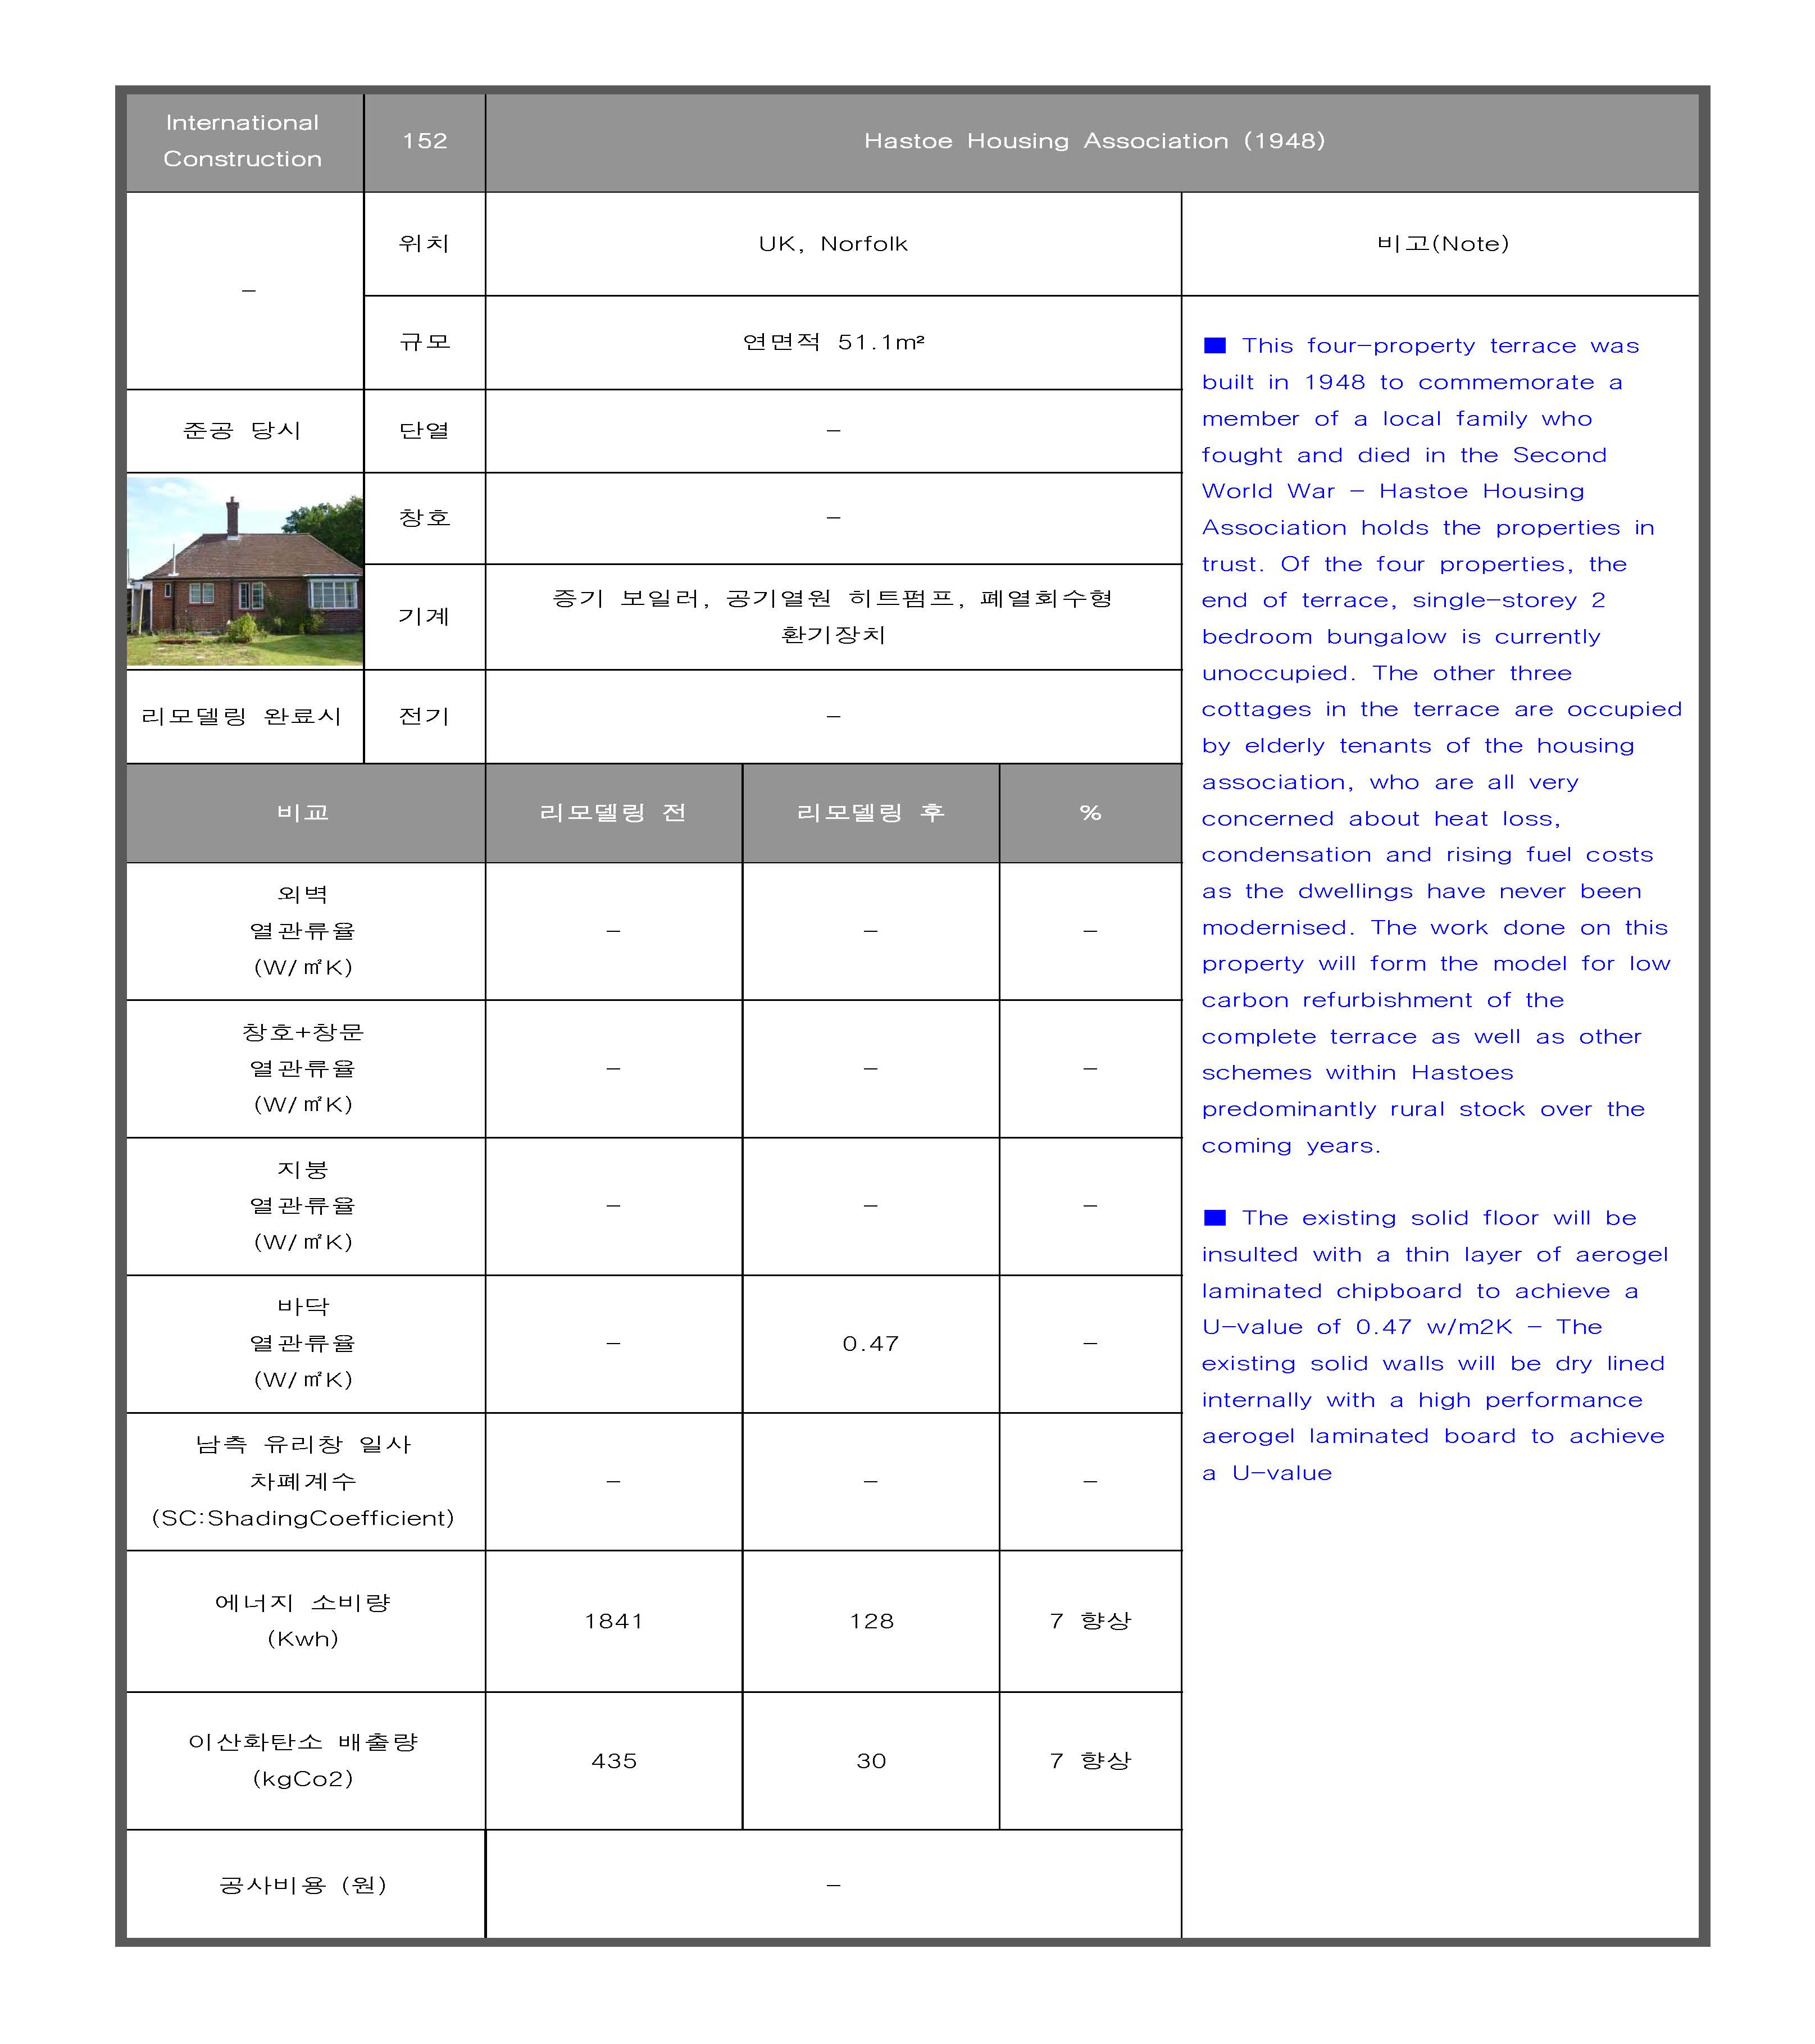 International
Construction
152
Hastoe Housing Association (1948)
–
위치
UK, Norfolk
비고(Note)
규모
연면적 51.1m²
준공 당시
단열
–
창호
–
기계
증기 보일러, 공기열원 히트펌프, 폐열회수형
환기장치
리모델링 완료시
전기
–
■ This four-property terrace was
built in 1948 to commemorate a
member of a local family who
fought and died in the Second
World War - Hastoe Housing
Association holds the properties in
trust. Of the four properties, the
end of terrace, single-storey 2
bedroom bungalow is currently
unoccupied. The other three
cottages in the terrace are occupied
by elderly tenants of the housing
association, who are all very
concerned about heat loss,
condensation and rising fuel costs
as the dwellings have never been
modernised. The work done on this
property will form the model for low
carbon refurbishment of the
complete terrace as well as other
schemes within Hastoes
predominantly rural stock over the
coming years.
■ The existing solid floor will be
insulted with a thin layer of aerogel
laminated chipboard to achieve a
U-value of 0.47 w/m2K - The
existing solid walls will be dry lined
internally with a high performance
aerogel laminated board to achieve
a U-value
비교
리모델링 전
리모델링 후
%
외벽
열관류율
(W/㎡K)
–
–
–
창호+창문
열관류율
(W/㎡K)
–
–
–
지붕
열관류율
(W/㎡K)
–
–
–
바닥
열관류율
(W/㎡K)
–
0.47
–
남측 유리창 일사
차폐계수
(SC:ShadingCoefficient)
–
–
–
에너지 소비량
(Kwh)
1841
128
7 향상
이산화탄소 배출량
(kgCo2)
435
30
7 향상
공사비용 (원)
–